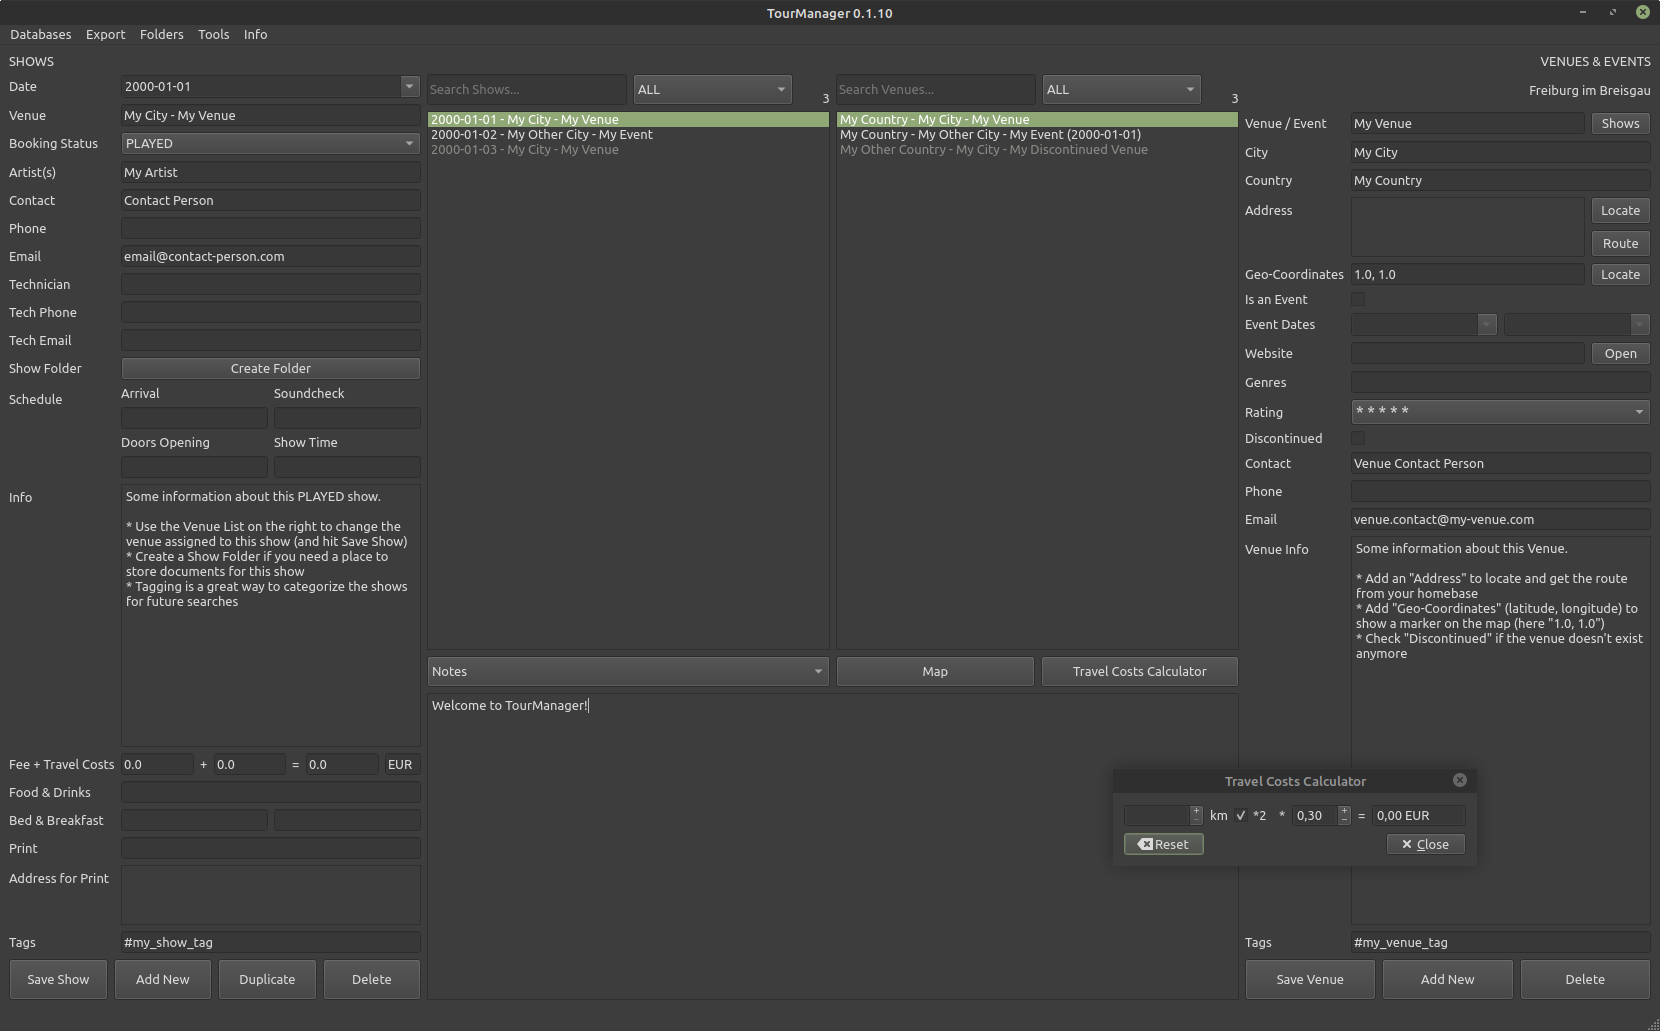 TourManager 0.1.10
Databases Export Folders Tools Info
SHOWS
Date 2000-01-01
Venue My City - My Venue
Booking Status PLAYED
Artist(s) My Artist
Contact Contact Person
Phone
Email email@contact-person.com
Technician
Tech Phone
Tech Email
Show Folder Create Folder
Schedule Arrival Soundcheck
Doors Opening Show Time
Info
Some information about this PLAYED show.
* Use the Venue List on the right to change the
venue assigned to this show (and hit Save Show)
* Create a Show Folder if you need a place to
store documents for this show
* Tagging is a great way to categorize the shows
for future searches
Fee + Travel Costs 0.0 + 0.0 = 0.0 EUR
Food & Drinks
Bed & Breakfast
Print
Address for Print
Tags #my_show_tag
Save Show Add New Duplicate Delete
Search Shows... ALL 3
2000-01-01 - My City - My Venue
2000-01-02 - My Other City - My Event
2000-01-03 - My City - My Venue
Search Venues... ALL 3
My Country - My City - My Venue
My Country - My Other City - My Event (2000-01-01)
My Other Country - My City - My Discontinued Venue
Notes Map Travel Costs Calculator
Welcome to TourManager!
Travel Costs Calculator
km *2 * 0,30 = 0,00 EUR
Reset Close
VENUES & EVENTS
Freiburg im Breisgau
Venue / Event My Venue Shows
City My City
Country My Country
Address Locate
Route
Geo-Coordinates 1.0, 1.0 Locate
Is an Event
Event Dates
Website Open
Genres
Rating * * * * *
Discontinued
Contact Venue Contact Person
Phone
Email venue.contact@my-venue.com
Venue Info
Some information about this Venue.
* Add an "Address" to locate and get the route
from your homebase
* Add "Geo-Coordinates" (latitude, longitude) to
show a marker on the map (here "1.0, 1.0")
* Check "Discontinued" if the venue doesn't exist
anymore
Tags #my_venue_tag
Save Venue Add New Delete